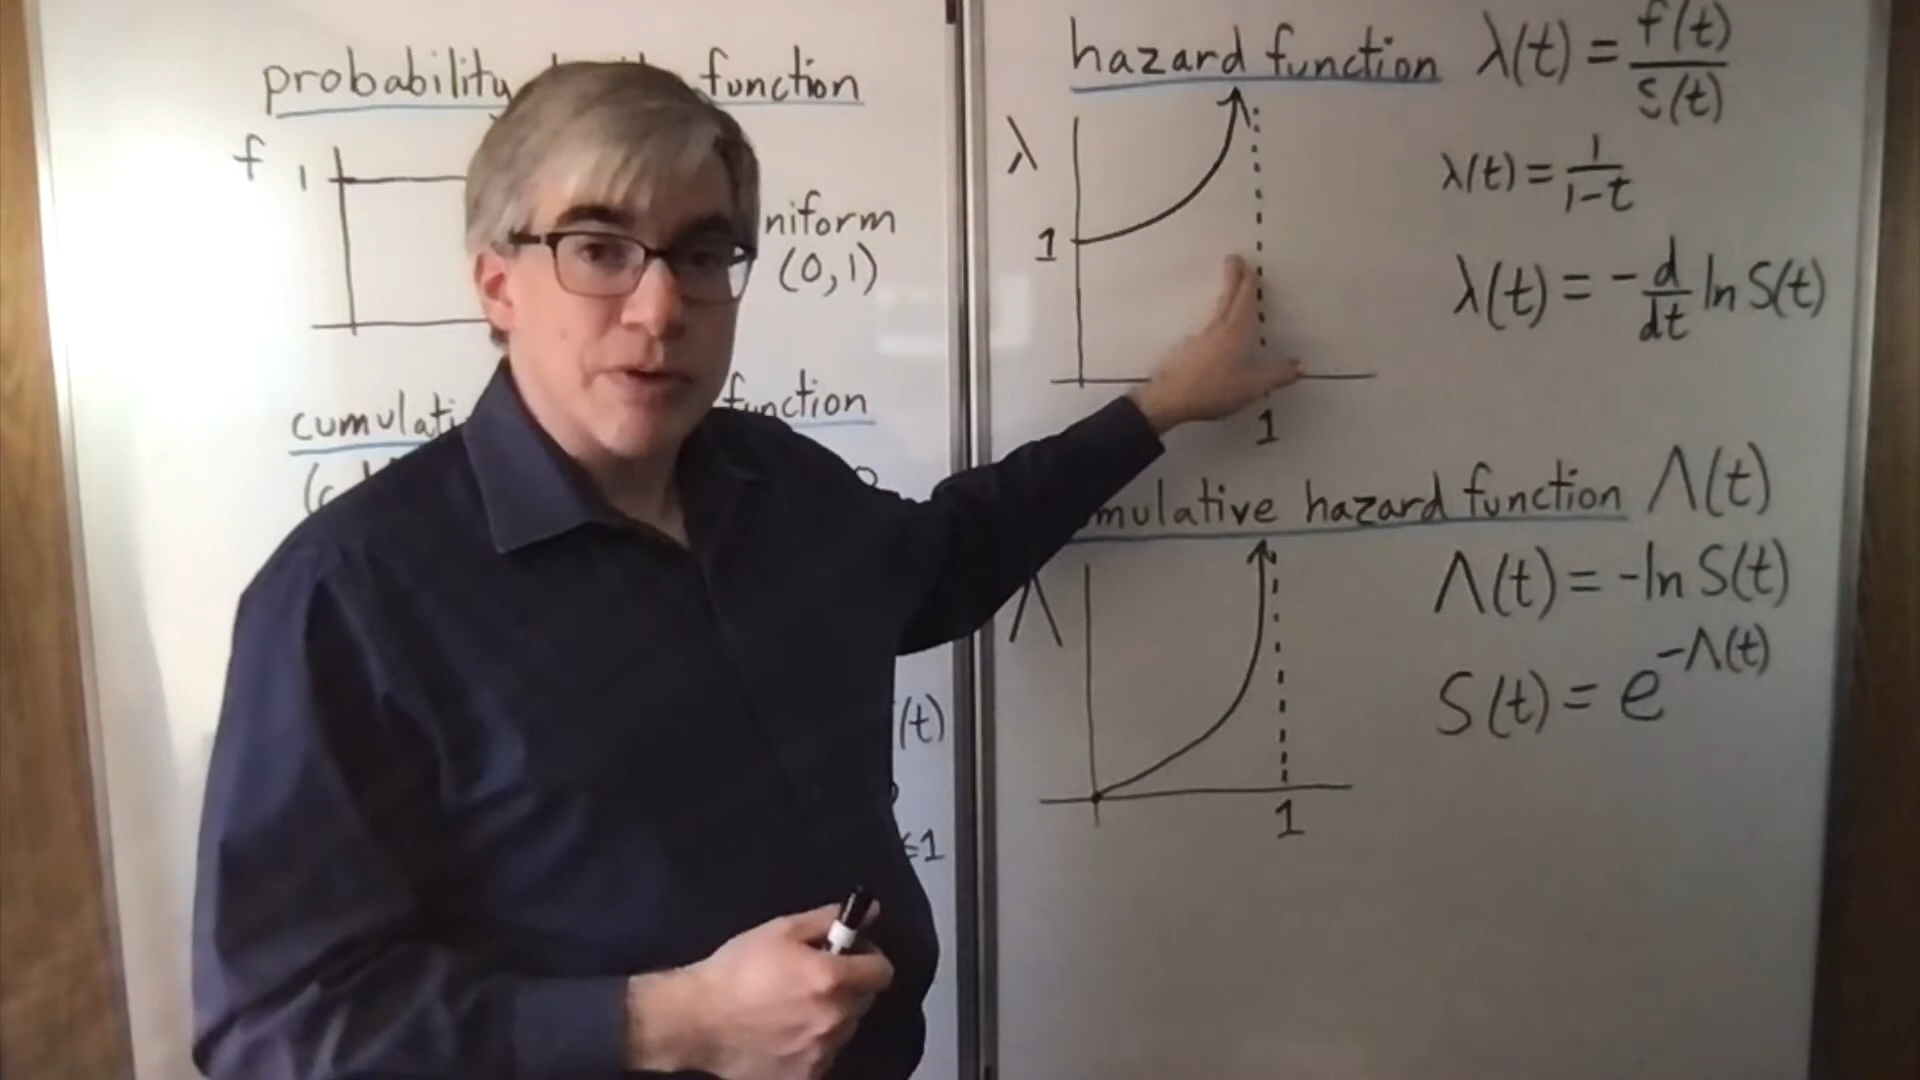 probability function
f 1
niform
(0,1)
function
(t)
≤1
hazard function λ(t) = f(t)/S(t)
λ
1
1
λ(t) = 1/1-t
λ(t) = -d/dt ln S(t)
mulative hazard function Λ(t)
Λ
1
Λ(t) = -ln S(t)
S(t) = e^-Λ(t)